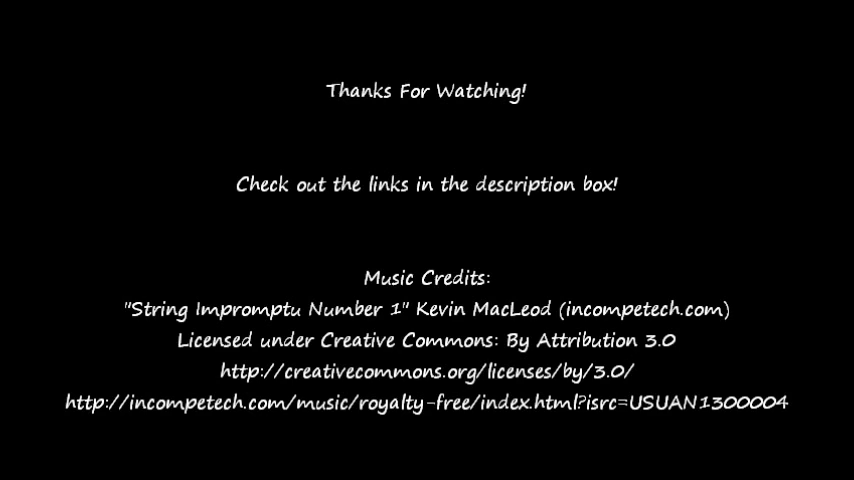 Thanks For Watching!
Check out the links in the description box!
Music Credits:
"String Impromptu Number 1" Kevin MacLeod (incompetech.com)
Licensed under Creative Commons: By Attribution 3.0
http://creativecommons.org/licenses/by/3.0/
http://incompetech.com/music/royalty-free/index.html?isrc=USUAN1300004